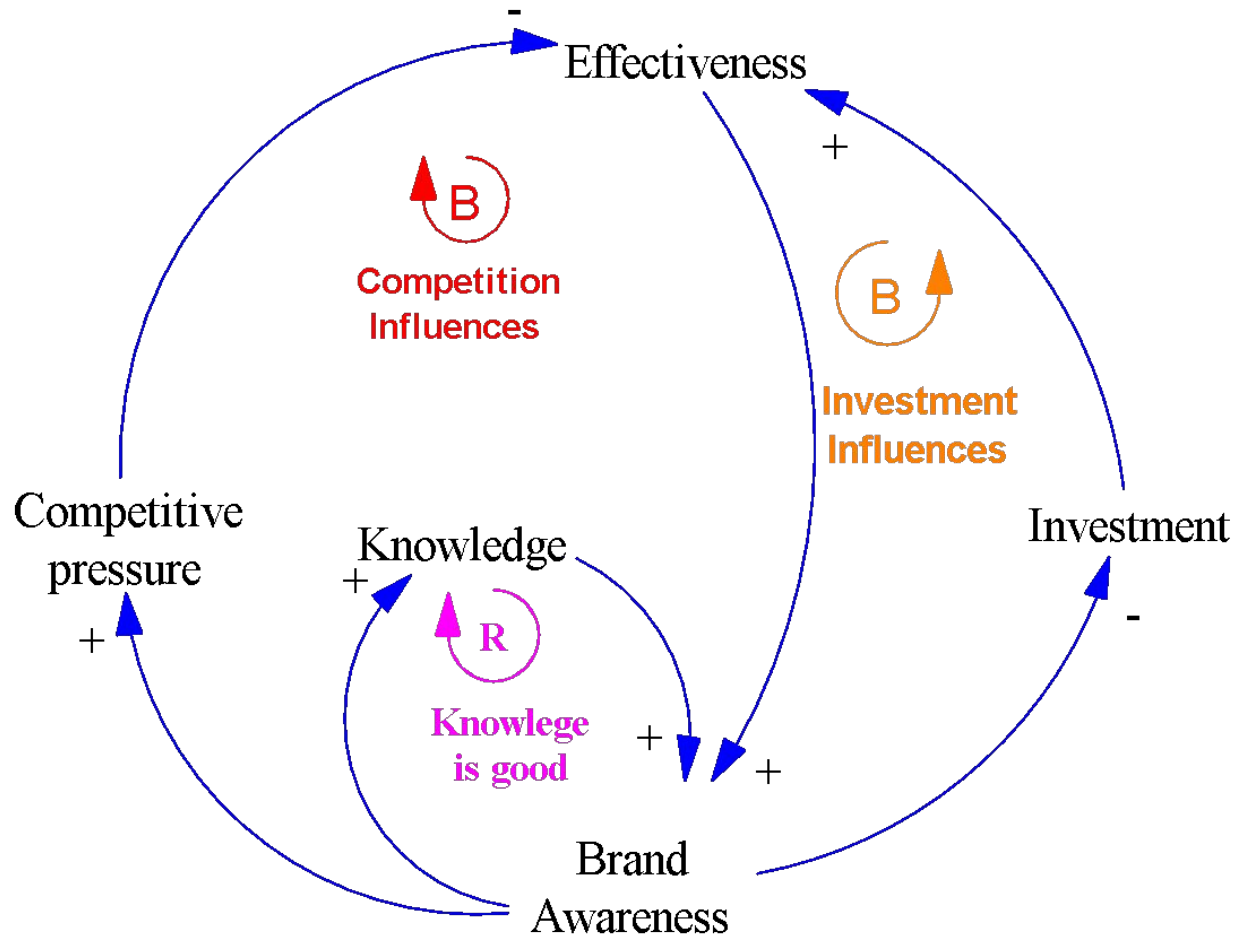 -
Effectiveness
+
B
Competition
Influences
B
Investment
Influences
Competitive
pressure
+
Knowledge
+
R
Knowlege
is good
+
+
Investment
-
Brand
Awareness